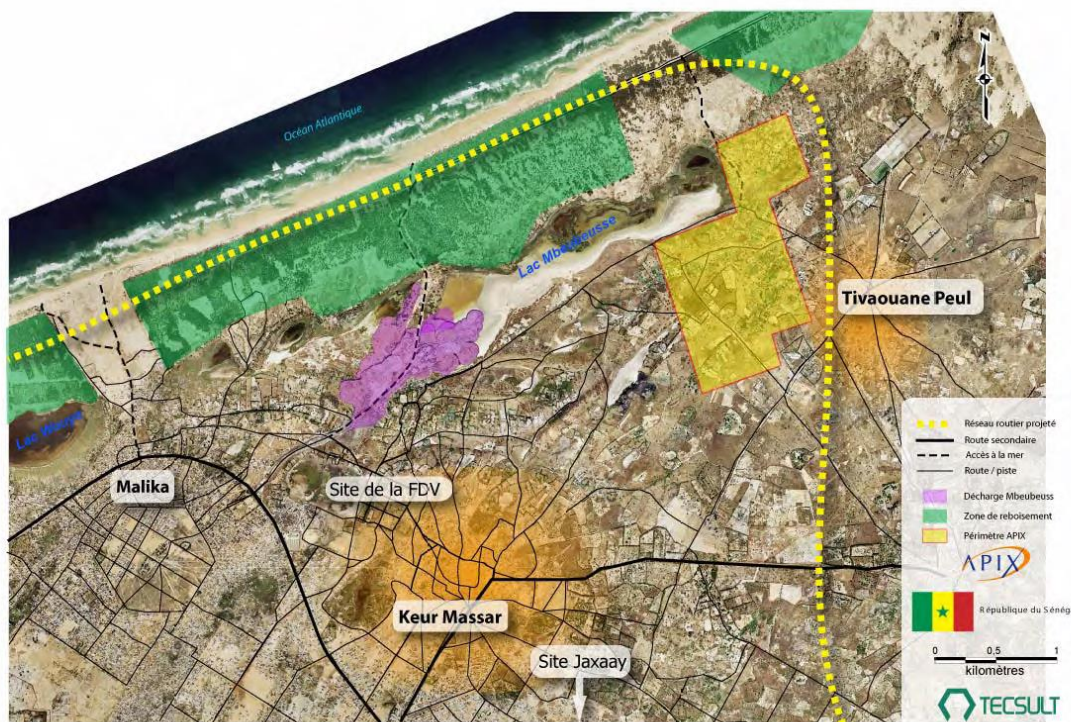 N
Océan Atlantique
Lac Mbeubeusse
Tivaouane Peul
Lac Wouye
Malika
Site de la FDV
Keur Massar
Site Jaxaay
Réseau routier projeté
Route secondaire
Accès à la mer
Route / piste
Décharge Mbeubeuss
Zone de reboisement
Périmètre APIX
APIX
République du Sénég
0 0,5 1
kilomètres
TECSULT